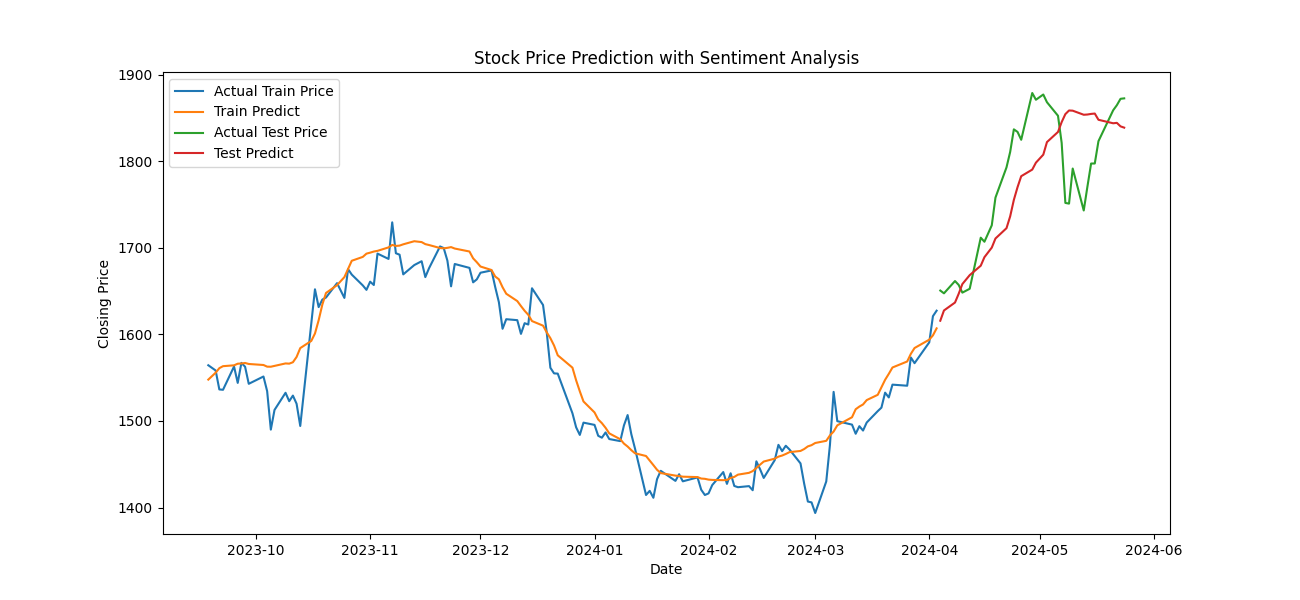 Stock Price Prediction with Sentiment Analysis
Actual Train Price
Train Predict
Actual Test Price
Test Predict
Closing Price
1900
1800
1700
1600
1500
1400
2023-10 2023-11 2023-12 2024-01 2024-02 2024-03 2024-04 2024-05 2024-06
Date